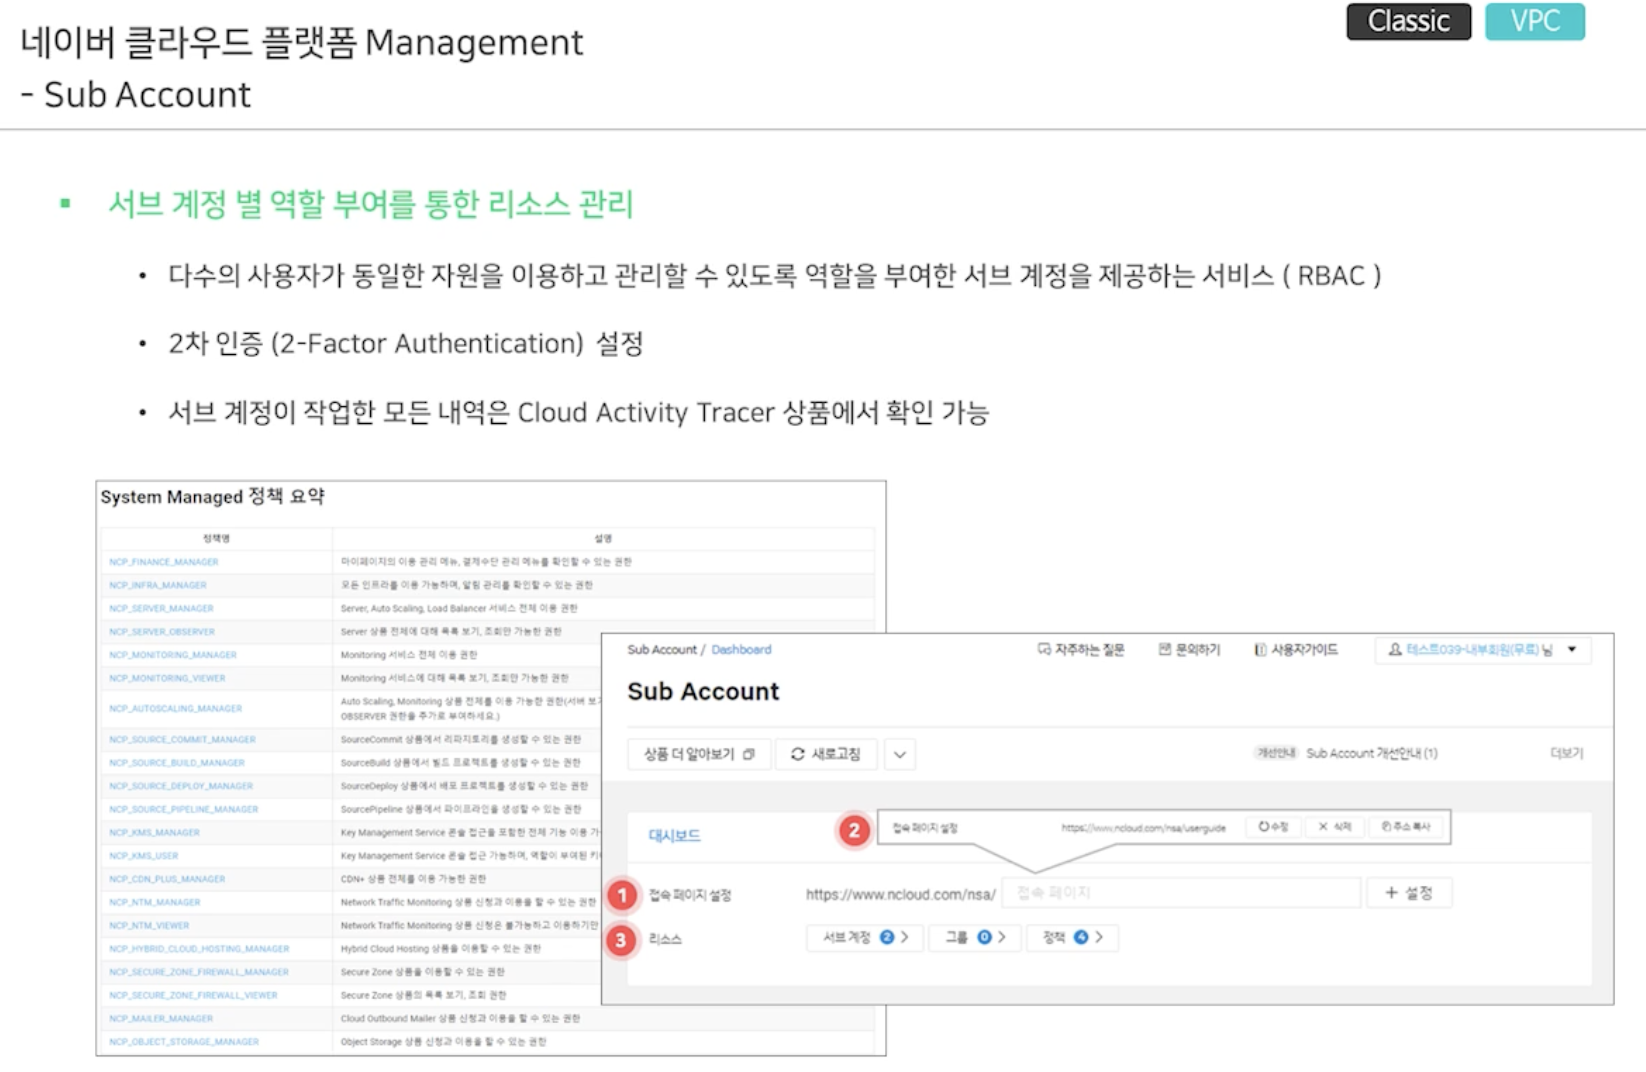 네이버 클라우드 플랫폼 Management
- Sub Account
Classic
VPC
▪ 서브 계정 별 역할 부여를 통한 리소스 관리
• 다수의 사용자가 동일한 자원을 이용하고 관리할 수 있도록 역할을 부여한 서브 계정을 제공하는 서비스 ( RBAC )
• 2차 인증 (2-Factor Authentication) 설정
• 서브 계정이 작업한 모든 내역은 Cloud Activity Tracer 상품에서 확인 가능
System Managed 정책 요약
정책명 설명
NCP_FINANCE_MANAGER 마이페이지의 이용 관리 메뉴, 결제수단 관리 메뉴를 확인할 수 있는 권한
NCP_INFRA_MANAGER 모든 인프라를 이용 가능하며, 알림 관리를 확인할 수 있는 권한
NCP_SERVER_MANAGER Server, Auto Scaling, Load Balancer 서비스 전체 이용 권한
NCP_SERVER_OBSERVER Server 상품 전체에 대해 목록 보기, 조회만 가능한 권한
NCP_MONITORING_MANAGER Monitoring 서비스 전체 이용 권한
NCP_MONITORING_VIEWER Monitoring 서비스에 대해 목록 보기, 조회만 가능한 권한
NCP_AUTOSCALING_MANAGER Auto Scaling, Monitoring 상품 전체를 이용 가능한 권한(서버 보기
OBSERVER 권한을 추가로 부여하세요.)
NCP_SOURCE_COMMIT_MANAGER SourceCommit 상품에서 리파지토리를 생성할 수 있는 권한
NCP_SOURCE_BUILD_MANAGER SourceBuild 상품에서 빌드 프로젝트를 생성할 수 있는 권한
NCP_SOURCE_DEPLOY_MANAGER SourceDeploy 상품에서 배포 프로젝트를 생성할 수 있는 권한
NCP_SOURCE_PIPELINE_MANAGER SourcePipeline 상품에서 파이프라인을 생성할 수 있는 권한
NCP_KMS_MANAGER Key Management Service 콘솔 접근을 포함한 전체 기능 이용 가
NCP_KMS_USER Key Management Service 콘솔 접근 가능하며, 역할이 부여된 키
NCP_CDN_PLUS_MANAGER CDN+ 상품 전체를 이용 가능한 권한
NCP_NTM_MANAGER Network Traffic Monitoring 상품 신청과 이용을 할 수 있는 권한
NCP_NTM_VIEWER Network Traffic Monitoring 상품 신청은 불가능하고 이용하기만
NCP_HYBRID_CLOUD_HOSTING_MANAGER Hybrid Cloud Hosting 상품을 이용할 수 있는 권한
NCP_SECURE_ZONE_FIREWALL_MANAGER Secure Zone 상품을 이용할 수 있는 권한
NCP_SECURE_ZONE_FIREWALL_VIEWER Secure Zone 상품의 목록 보기, 조회 권한
NCP_MAILER_MANAGER Cloud Outbound Mailer 상품 신청과 이용을 할 수 있는 권한
NCP_OBJECT_STORAGE_MANAGER Object Storage 상품 신청과 이용을 할 수 있는 권한
Sub Account / Dashboard 자주하는 질문 문의하기 사용자가이드 테스트039-내부회원(무료) 님
Sub Account
상품 더 알아보기 새로고침 개선안내 Sub Account 개선안내 (1) 더보기
대시보드 2 접속 페이지 설정 https://www.ncloud.com/nsa/userguide 수정 삭제 주소 복사
1 접속 페이지 설정 https://www.ncloud.com/nsa/ 접속 페이지 + 설정
3 리소스 서브 계정 2 > 그룹 0 > 정책 4 >